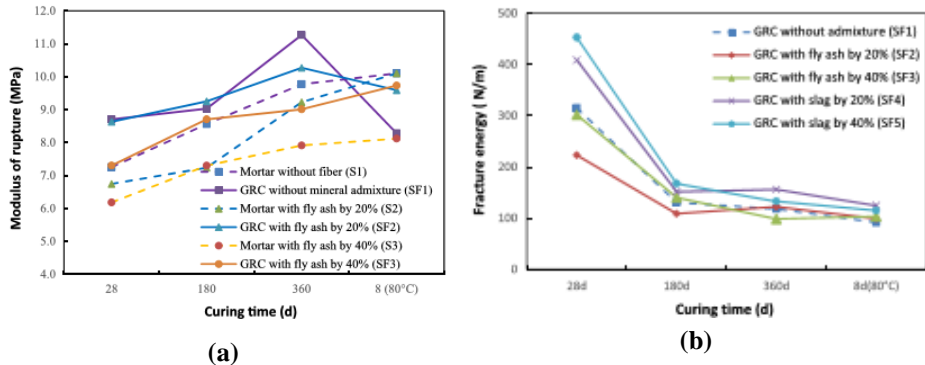 (a)
Modulus of rupture (MPa)
12.0
11.0
10.0
9.0
8.0
7.0
6.0
5.0
4.0
Mortar without fiber (S1)
GRC without mineral admixture (SF1)
Mortar with fly ash by 20% (S2)
GRC with fly ash by 20% (SF2)
Mortar with fly ash by 40% (S3)
GRC with fly ash by 40% (SF3)
28 180 360 8 (80°C)
Curing time (d)
(b)
Fracture energy ( N/m)
500
400
300
200
100
0
GRC without admixture (SF1)
GRC with fly ash by 20% (SF2)
GRC with fly ash by 40% (SF3)
GRC with slag by 20% (SF4)
GRC with slag by 40% (SF5)
28d 180d 360d 8d(80°C)
Curing time (d)